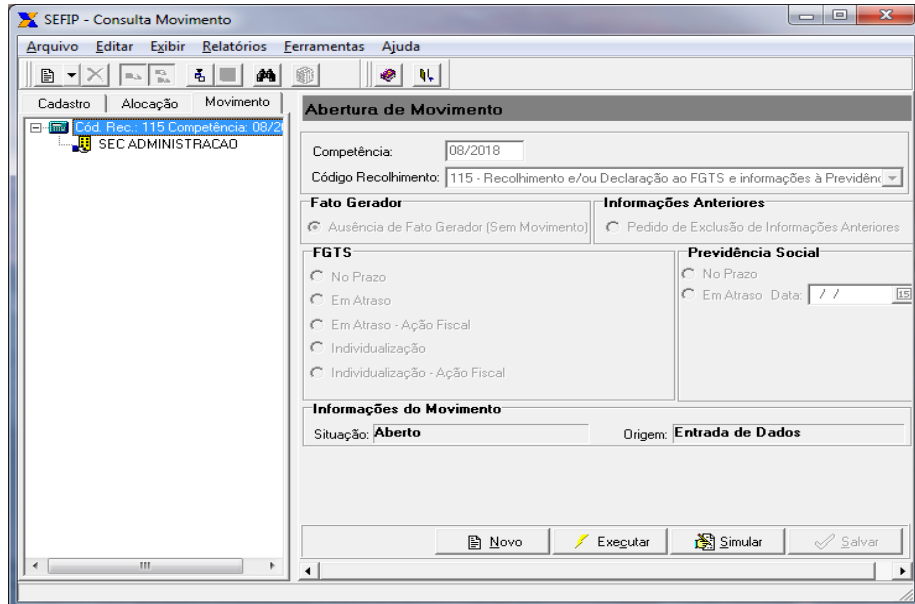 SEFIP - Consulta Movimento
Arquivo Editar Exibir Relatórios Ferramentas Ajuda
Cadastro Alocação Movimento
Cód. Rec.: 115 Competência: 08/2
SEC ADMINISTRACAO
Abertura de Movimento
Competência: 08/2018
Código Recolhimento: 115 - Recolhimento e/ou Declaração ao FGTS e informações à Previdênc
Fato Gerador
Ausência de Fato Gerador (Sem Movimento)
Informações Anteriores
Pedido de Exclusão de Informações Anteriores
FGTS
No Prazo
Em Atraso
Em Atraso - Ação Fiscal
Individualização
Individualização - Ação Fiscal
Previdência Social
No Prazo
Em Atraso Data: / / 15
Informações do Movimento
Situação: Aberto Origem: Entrada de Dados
Novo Executar Simular Salvar